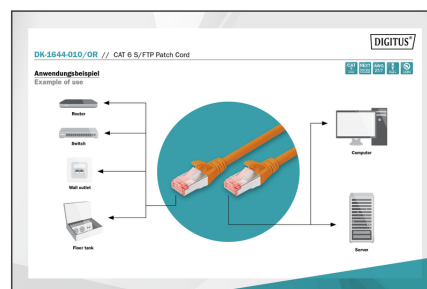 DIGITUS®
DK-1644-010/OR // CAT 6 S/FTP Patch Cord
Anwendungsbeispiel
Example of use
Router
Switch
Wall outlet
Floor tank
Computer
Server